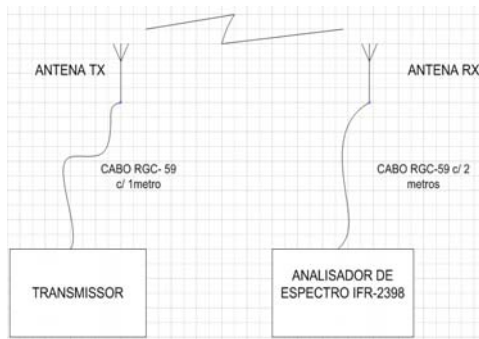 ANTENA TX
ANTENA RX
CABO RGC- 59
c/ 1metro
CABO RGC-59 c/ 2
metros
TRANSMISSOR
ANALISADOR DE
ESPECTRO IFR-2398